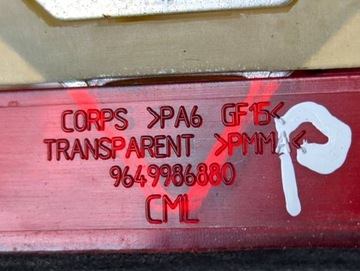 CORPS >PA6 GF15<
TRANSPARENT >PMMA<
9649986880
CML
P